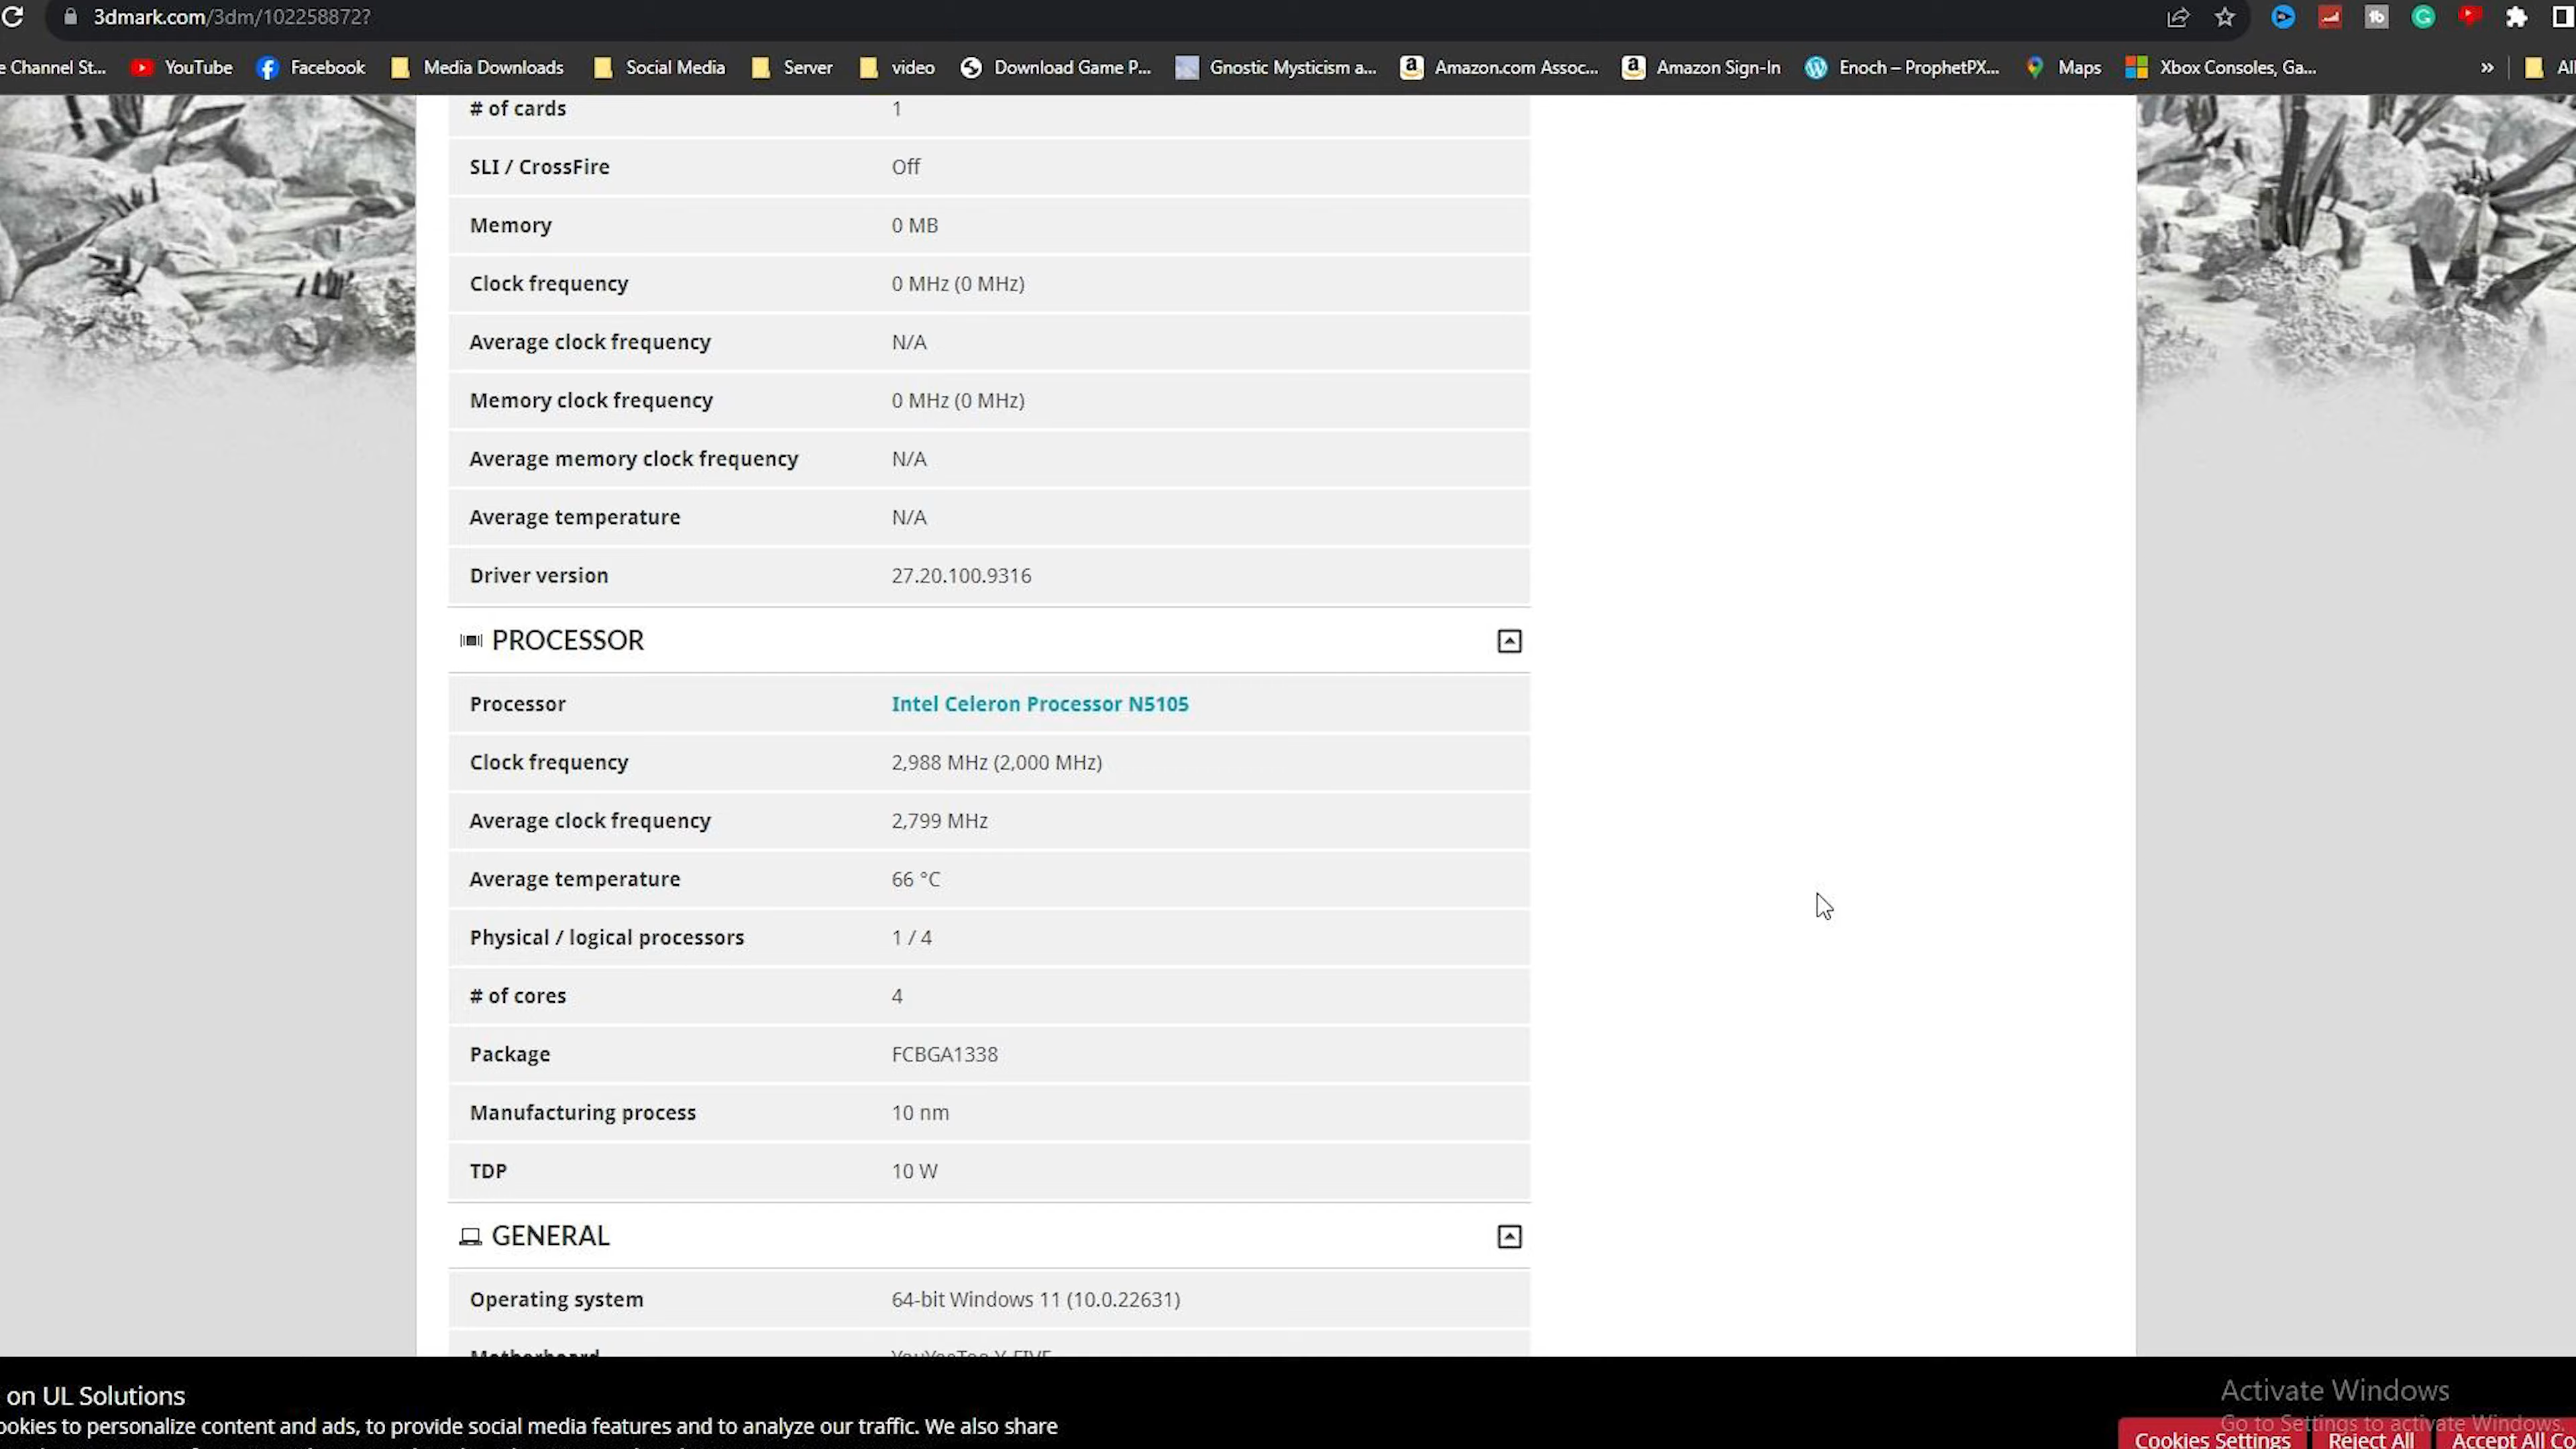 3dmark.com/3dm/102258872?
e Channel St... YouTube Facebook Media Downloads Social Media Server video Download Game P... Gnostic Mysticism a... Amazon.com Assoc... Amazon Sign-In Enoch – ProphetPX... Maps Xbox Consoles, Ga... » All
# of cards 1
SLI / CrossFire Off
Memory 0 MB
Clock frequency 0 MHz (0 MHz)
Average clock frequency N/A
Memory clock frequency 0 MHz (0 MHz)
Average memory clock frequency N/A
Average temperature N/A
Driver version 27.20.100.9316
PROCESSOR
Processor Intel Celeron Processor N5105
Clock frequency 2,988 MHz (2,000 MHz)
Average clock frequency 2,799 MHz
Average temperature 66 °C
Physical / logical processors 1 / 4
# of cores 4
Package FCBGA1338
Manufacturing process 10 nm
TDP 10 W
GENERAL
Operating system 64-bit Windows 11 (10.0.22631)
Motherboard
on UL Solutions
ookies to personalize content and ads, to provide social media features and to analyze our traffic. We also share
Activate Windows
Go to Settings to activate Windows.
Cookies Settings Reject All Accept All Co